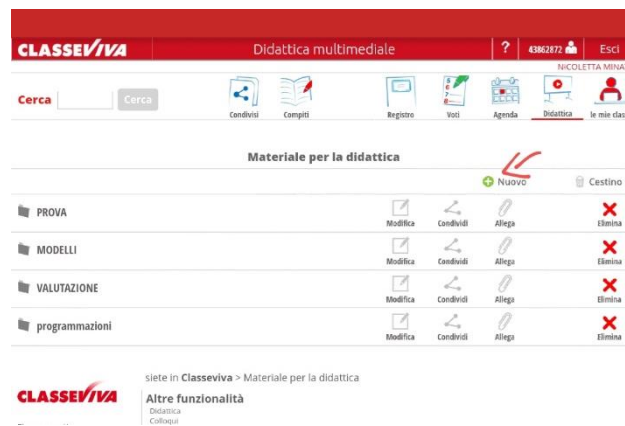 CLASSEVIVA Didattica multimediale ? 43862872 Esci
NICOLETTA MINAT
Cerca Cerca Condivisi Compiti Registro Voti Agenda Didattica le mie clas
Materiale per la didattica
Nuovo Cestino
PROVA Modifica Condividi Allega Elimina
MODELLI Modifica Condividi Allega Elimina
VALUTAZIONE Modifica Condividi Allega Elimina
programmazioni Modifica Condividi Allega Elimina
siete in Classeviva > Materiale per la didattica
CLASSEVIVA Altre funzionalità
Didattica
Colloqui